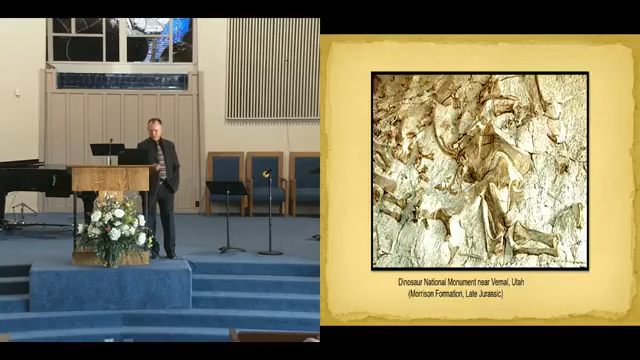 Dinosaur National Monument near Vernal, Utah
(Morrison Formation, Late Jurassic)